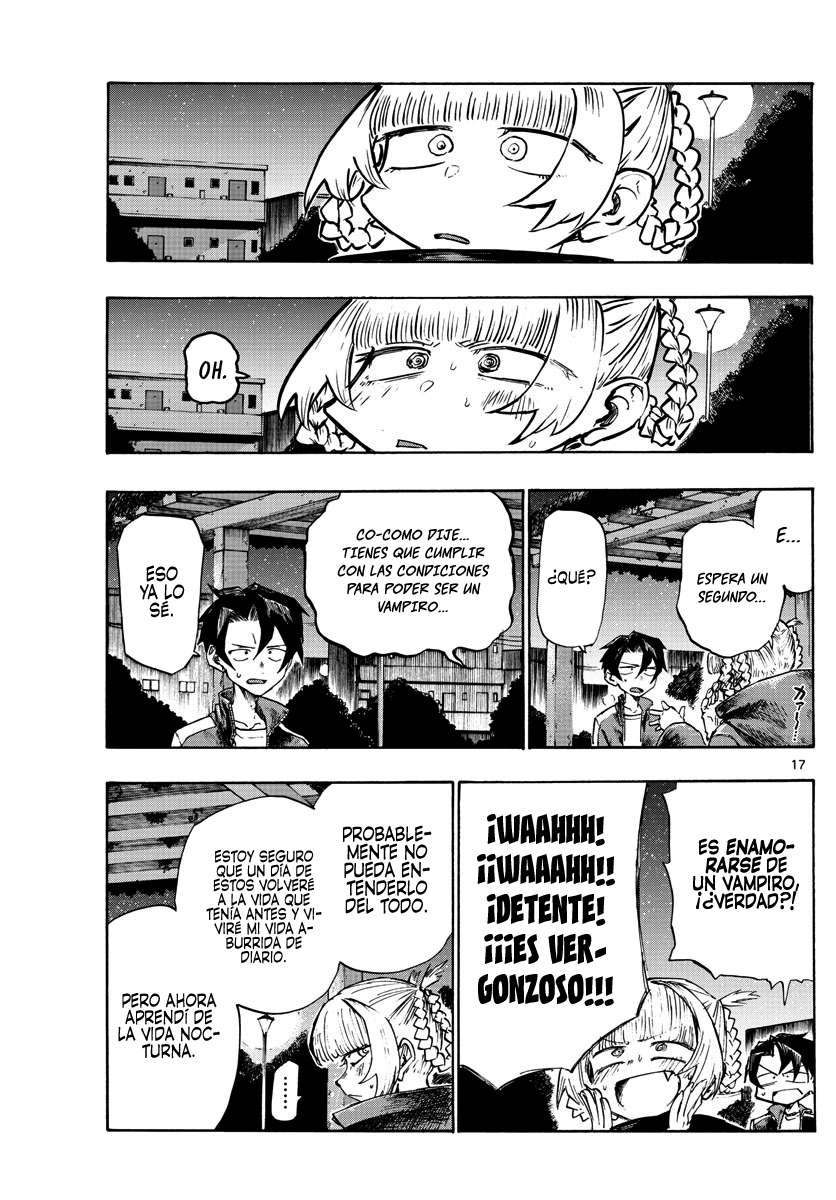 OH.
E...
ESPERA UN
SEGUNDO...
¿QUÉ?
カァ〜...
CO-COMO DIJE...
TIENES QUE CUMPLIR
CON LAS CONDICIONES
PARA PODER SER UN
VAMPIRO...
ESO
YA LO
SÉ.
17
ES ENAMO-
RARSE DE
UN VAMPIRO,
¡¿VERDAD?!
¡WAAHHH!
¡¡WAAAHH!!
¡DETENTE!
¡¡¡ES VER-
GONZOSO!!!
PROBABLE-
MENTE NO
PUEDA EN-
TENDERLO
DEL TODO.
ESTOY SEGURO
QUE UN DÍA DE
ESTOS VOLVERÉ
A LA VIDA QUE
TENÍA ANTES Y VI-
VIRÉ MI VIDA A-
BURRIDA DE
DIARIO.
PERO AHORA
APRENDÍ DE
LA VIDA NOC-
TURNA.
.....